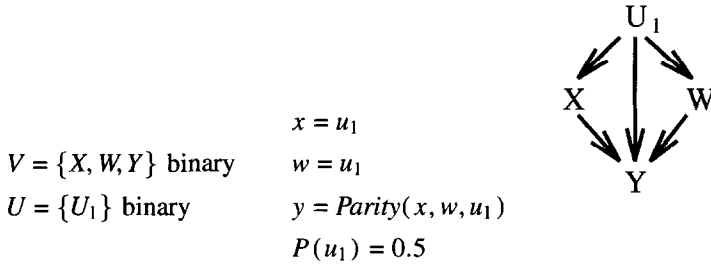 V = {X, W, Y} binary
U = {U₁} binary
x = u₁
w = u₁
y = Parity(x, w, u₁)
P(u₁) = 0.5
U₁
X
W
Y